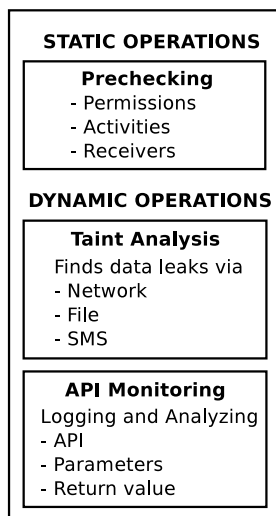 STATIC OPERATIONS
Prechecking
- Permissions
- Activities
- Receivers
DYNAMIC OPERATIONS
Taint Analysis
Finds data leaks via
- Network
- File
- SMS
API Monitoring
Logging and Analyzing
- API
- Parameters
- Return value